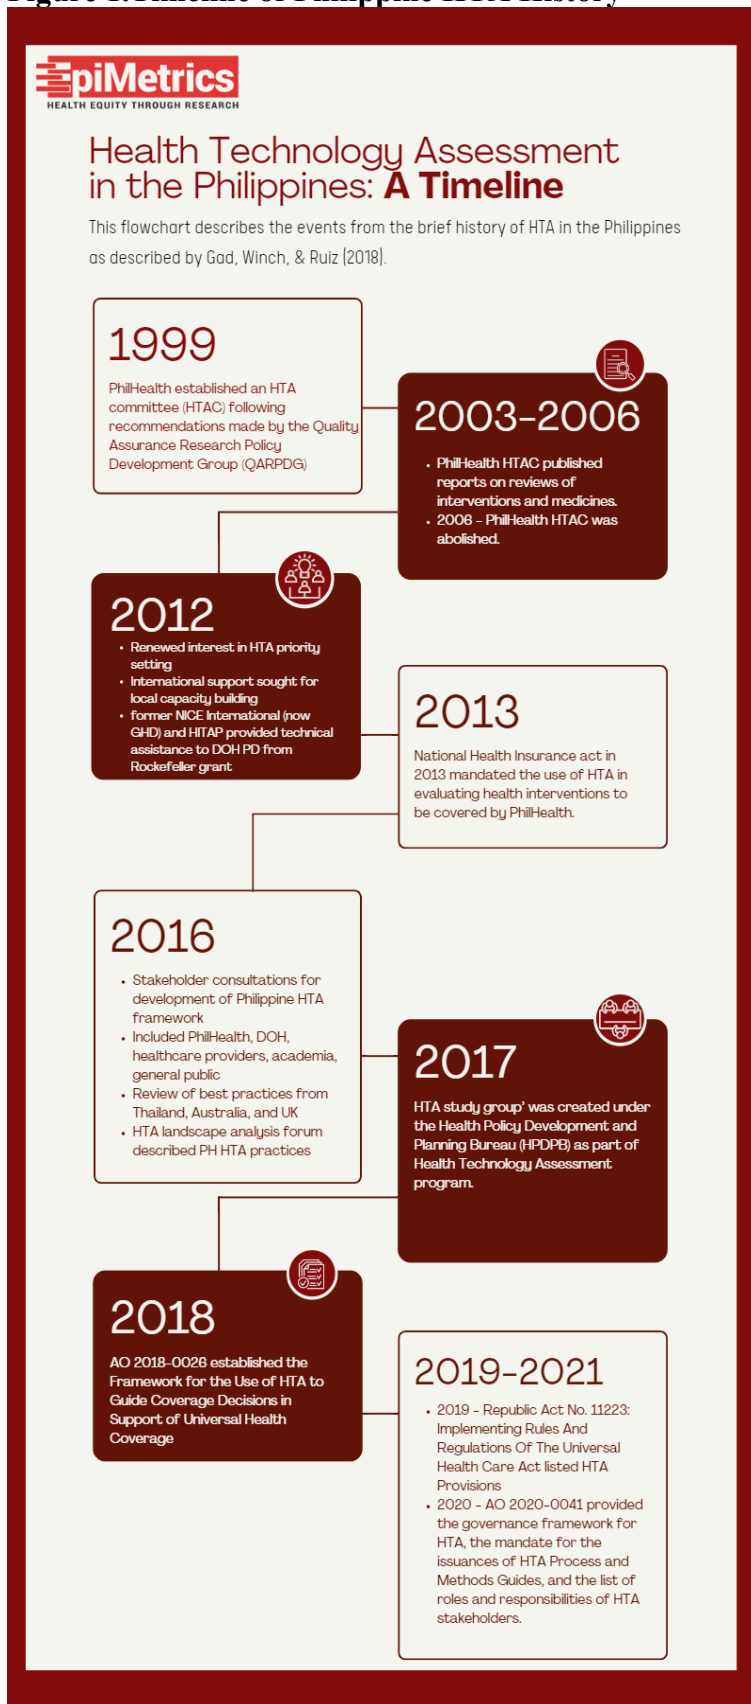 Figure 1. Timeline of Philippine HTA History
EpiMetrics
HEALTH EQUITY THROUGH RESEARCH
Health Technology Assessment
in the Philippines: A Timeline
This flowchart describes the events from the brief history of HTA in the Philippines
as described by Gad, Winch, & Ruiz (2018).
1999
PhilHealth established an HTA
committee (HTAC) following
recommendations made by the Quality
Assurance Research Policy
Development Group (QARPDG)
2003-2006
• PhilHealth HTAC published
reports on reviews of
interventions and medicines.
• 2006 - PhilHealth HTAC was
abolished.
2012
• Renewed interest in HTA priority
setting
• International support sought for
local capacity building
• former NICE International (now
GHD) and HITAP provided technical
assistance to DOH PD from
Rockefeller grant
2013
National Health Insurance act in
2013 mandated the use of HTA in
evaluating health interventions to
be covered by PhilHealth.
2016
• Stakeholder consultations for
development of Philippine HTA
framework
• Included PhilHealth, DOH,
healthcare providers, academia,
general public
• Review of best practices from
Thailand, Australia, and UK
• HTA landscape analysis forum
described PH HTA practices
2017
HTA study group' was created under
the Health Policy Development and
Planning Bureau (HPDPB) as part of
Health Technology Assessment
program.
2018
AO 2018-0026 established the
Framework for the Use of HTA to
Guide Coverage Decisions in
Support of Universal Health
Coverage
2019-2021
• 2019 - Republic Act No. 11223:
Implementing Rules And
Regulations Of The Universal
Health Care Act listed HTA
Provisions
• 2020 - AO 2020-0041 provided
the governance framework for
HTA, the mandate for the
issuances of HTA Process and
Methods Guides, and the list of
roles and responsibilities of HTA
stakeholders.